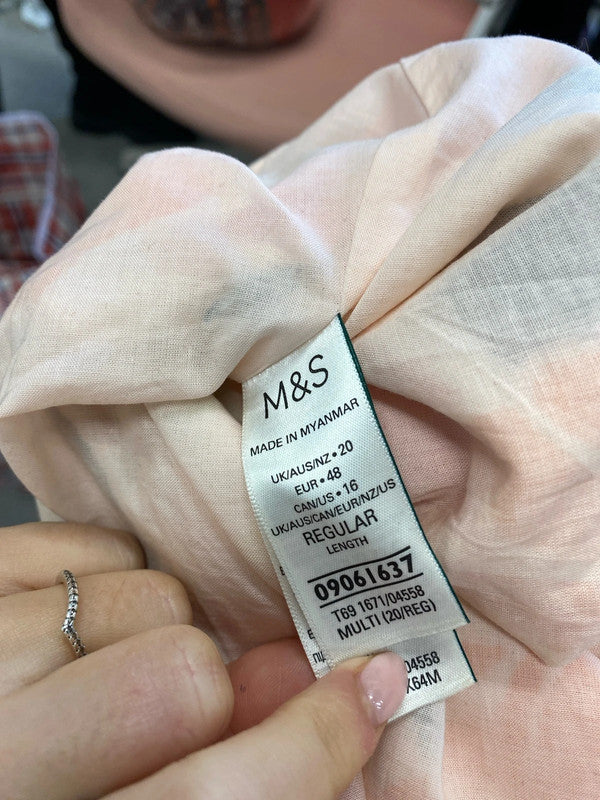 M&S
MADE IN MYANMAR
UK/AUS/NZ•20
EUR•48
CAN/US•16
UK/AUS/CAN/EUR/NZ/US
REGULAR
LENGTH
09061637
T69 1671/04558
MULTI (20/REG)
04558
X64M